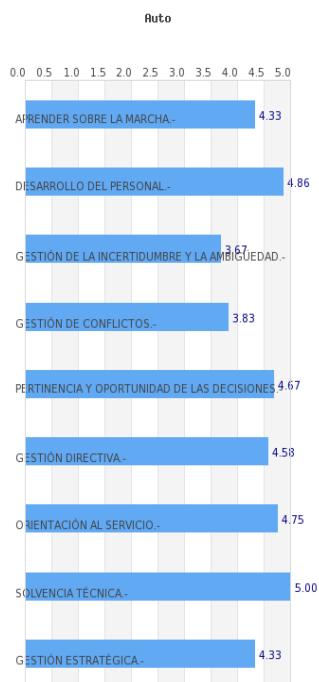 Auto
0.0 0.5 1.0 1.5 2.0 2.5 3.0 3.5 4.0 4.5 5.0
APRENDER SOBRE LA MARCHA.- 4.33
DESARROLLO DEL PERSONAL.- 4.86
GESTIÓN DE LA INCERTIDUMBRE Y LA AMBIGÜEDAD.- 3.67
GESTIÓN DE CONFLICTOS.- 3.83
PERTINENCIA Y OPORTUNIDAD DE LAS DECISIONES.- 4.67
GESTIÓN DIRECTIVA.- 4.58
ORIENTACIÓN AL SERVICIO.- 4.75
SOLVENCIA TÉCNICA.- 5.00
GESTIÓN ESTRATÉGICA.- 4.33